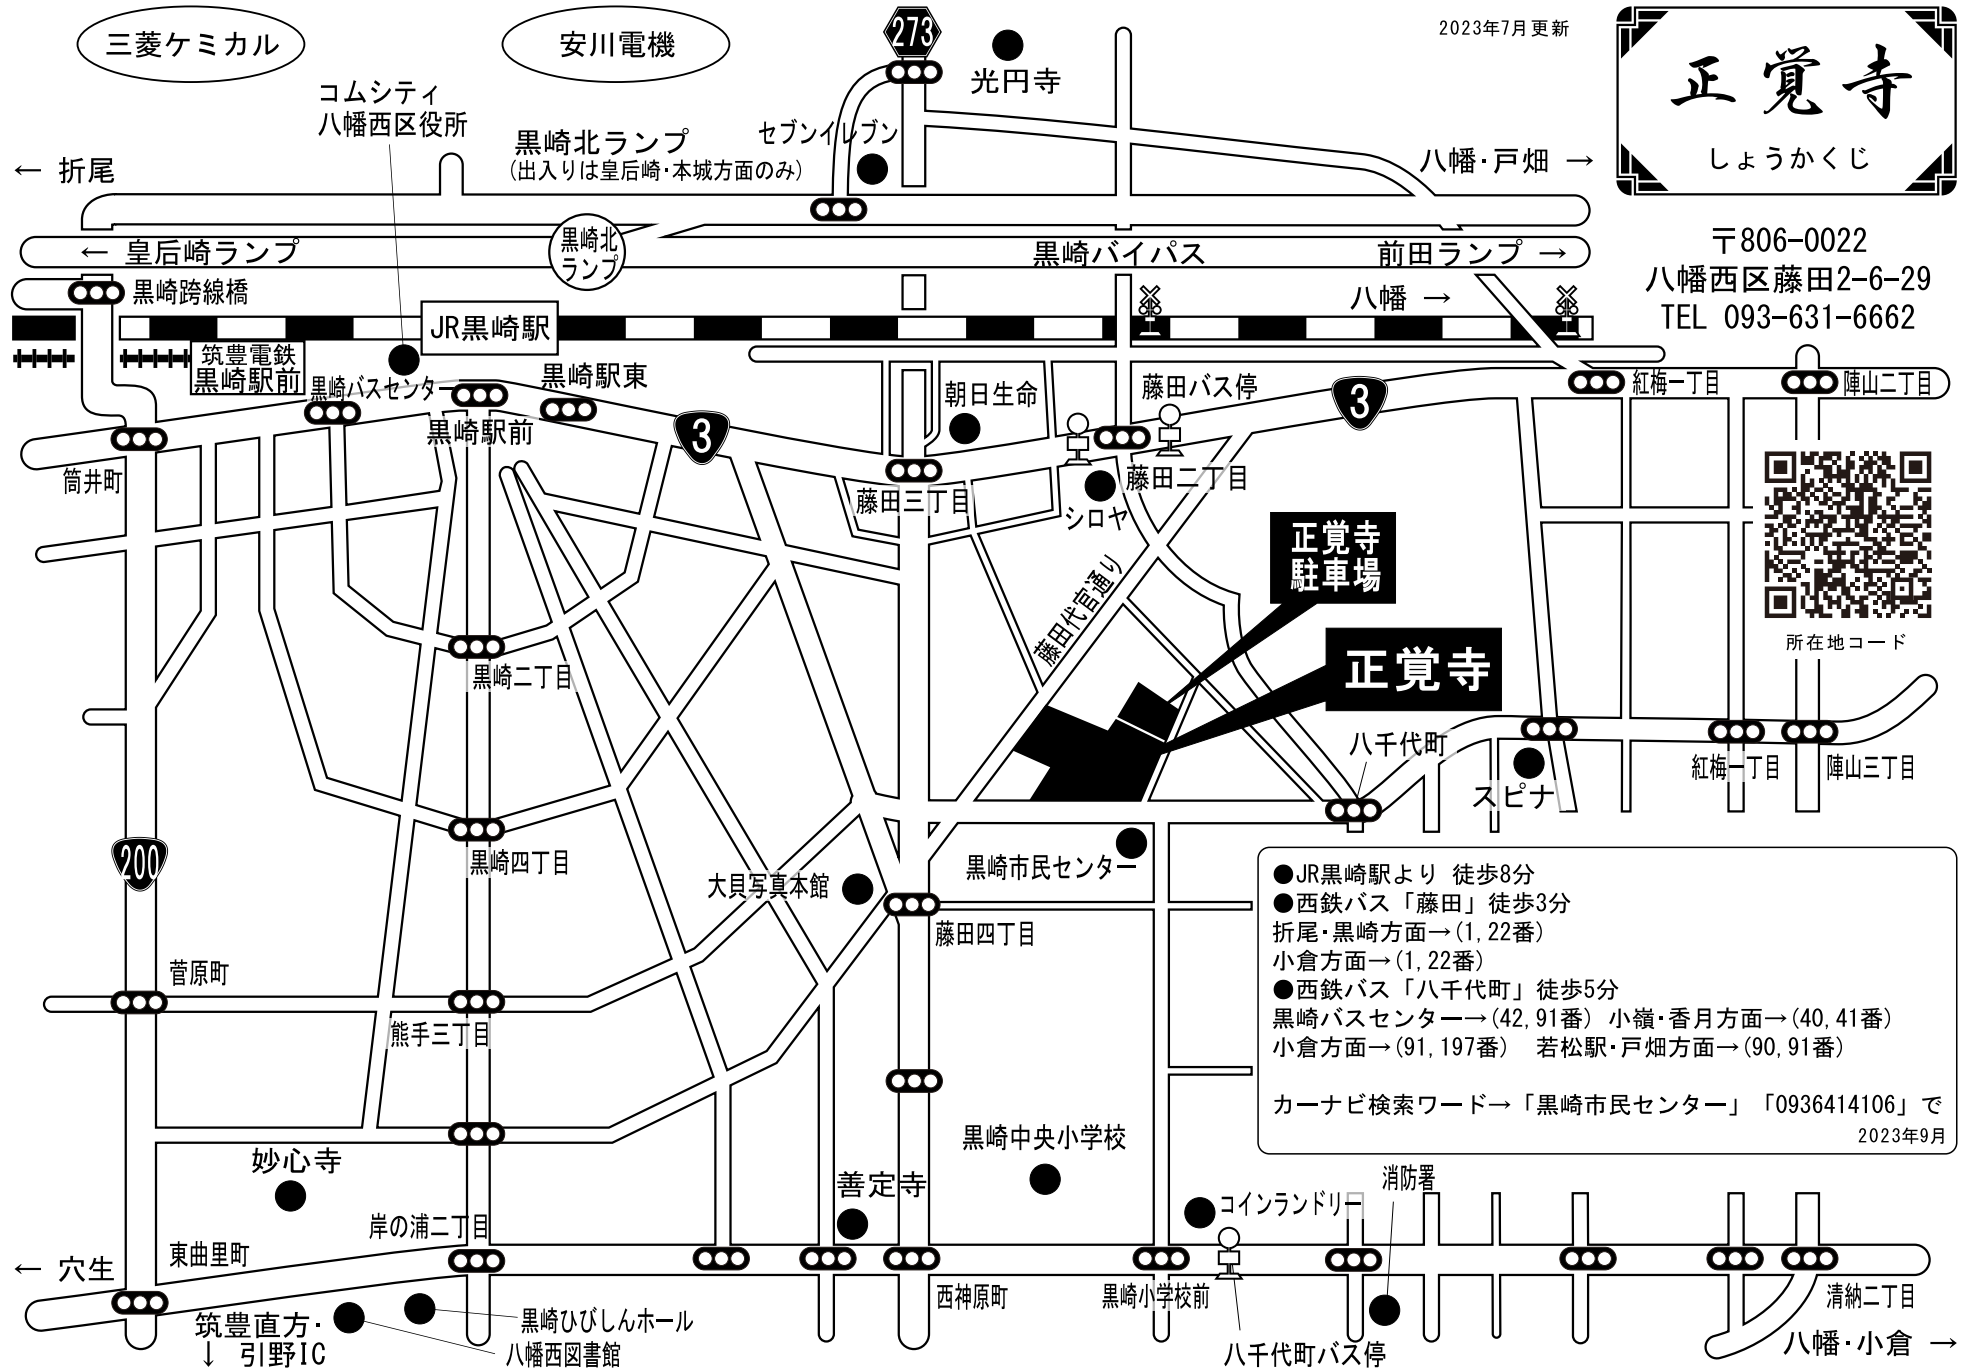 三菱ケミカル
安川電機
273
光円寺
2023年7月更新
正覚寺
しょうかくじ
コムシティ
八幡西区役所
黒崎北ランプ
(出入りは皇后崎・本城方面のみ)
セブンイレブン
← 折尾
八幡・戸畑 →
〒806-0022
八幡西区藤田2-6-29
TEL 093-631-6662
← 皇后崎ランプ
黒崎北
ランプ
黒崎バイパス
前田ランプ →
黒崎跨線橋
八幡 →
JR黒崎駅
筑豊電鉄
黒崎駅前
黒崎バスセンター
黒崎駅東
黒崎駅前
3
朝日生命
藤田バス停
3
紅梅一丁目
陣山二丁目
筒井町
藤田三丁目
シロヤ
藤田二丁目
正覚寺
駐車場
藤田代官通り
正覚寺
所在地コード
黒崎二丁目
八千代町
スピナ
紅梅一丁目
陣山三丁目
200
黒崎四丁目
大貝写真本館
黒崎市民センター
藤田四丁目
菅原町
熊手三丁目
●JR黒崎駅より 徒歩8分
●西鉄バス「藤田」徒歩3分
折尾・黒崎方面→(1,22番)
小倉方面→(1,22番)
●西鉄バス「八千代町」徒歩5分
黒崎バスセンター→(42,91番) 小嶺・香月方面→(40,41番)
小倉方面→(91,197番) 若松駅・戸畑方面→(90,91番)
カーナビ検索ワード→「黒崎市民センター」「0936414106」で
2023年9月
妙心寺
善定寺
黒崎中央小学校
コインランドリー
消防署
← 穴生
東曲里町
岸の浦二丁目
西神原町
黒崎小学校前
清納二丁目
筑豊直方・
↓ 引野IC
黒崎ひびしんホール
八幡西図書館
八千代町バス停
八幡・小倉 →